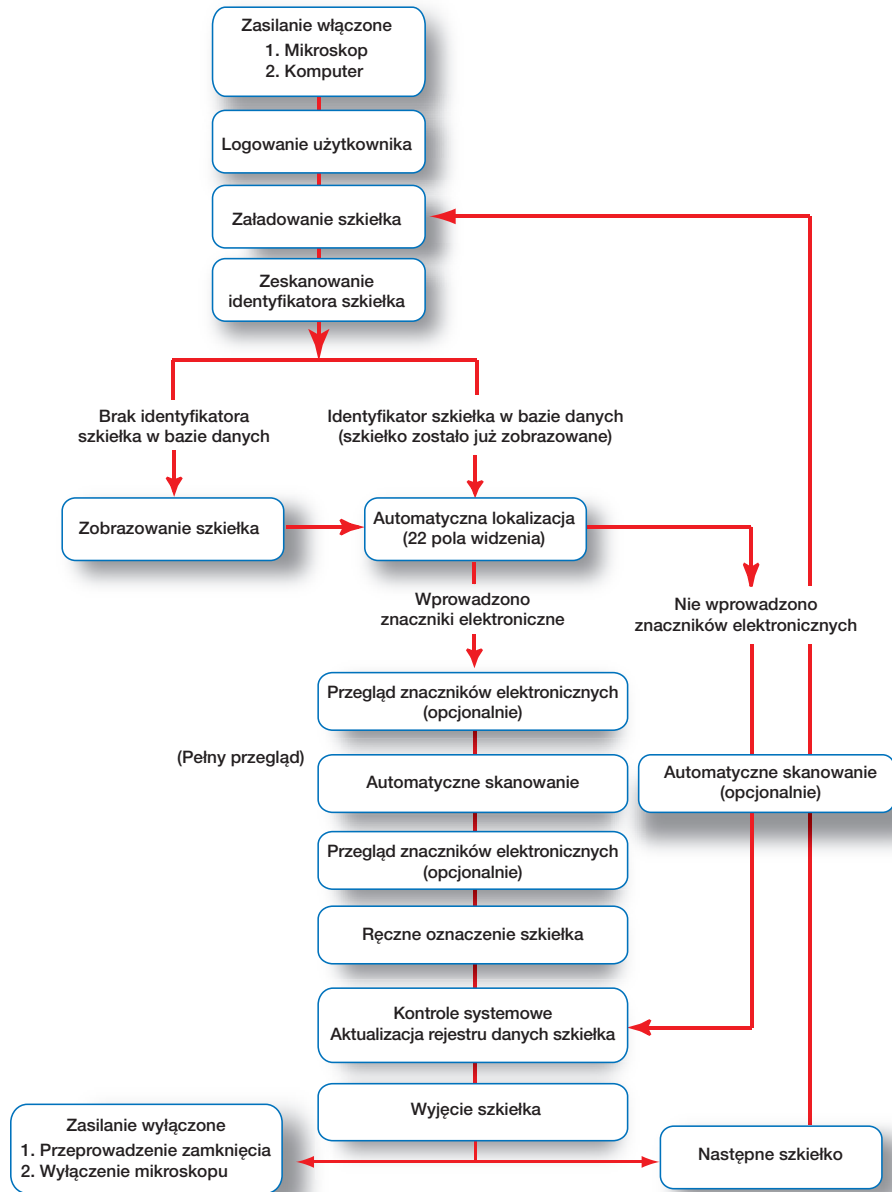 Zasilanie włączone
1. Mikroskop
2. Komputer
Logowanie użytkownika
Załadowanie szkiełka
Zeskanowanie
identyfikatora szkiełka
Brak identyfikatora
szkiełka w bazie danych
Identyfikator szkiełka w bazie danych
(szkiełko zostało już zobrazowane)
Zobrazowanie szkiełka
Automatyczna lokalizacja
(22 pola widzenia)
Wprowadzono
znaczniki elektroniczne
Nie wprowadzono
znaczników elektronicznych
Przegląd znaczników elektronicznych
(opcjonalnie)
(Pełny przegląd)
Automatyczne skanowanie
Automatyczne skanowanie
(opcjonalnie)
Przegląd znaczników elektronicznych
(opcjonalnie)
Ręczne oznaczenie szkiełka
Kontrole systemowe
Aktualizacja rejestru danych szkiełka
Wyjęcie szkiełka
Zasilanie wyłączone
1. Przeprowadzenie zamknięcia
2. Wyłączenie mikroskopu
Następne szkiełko